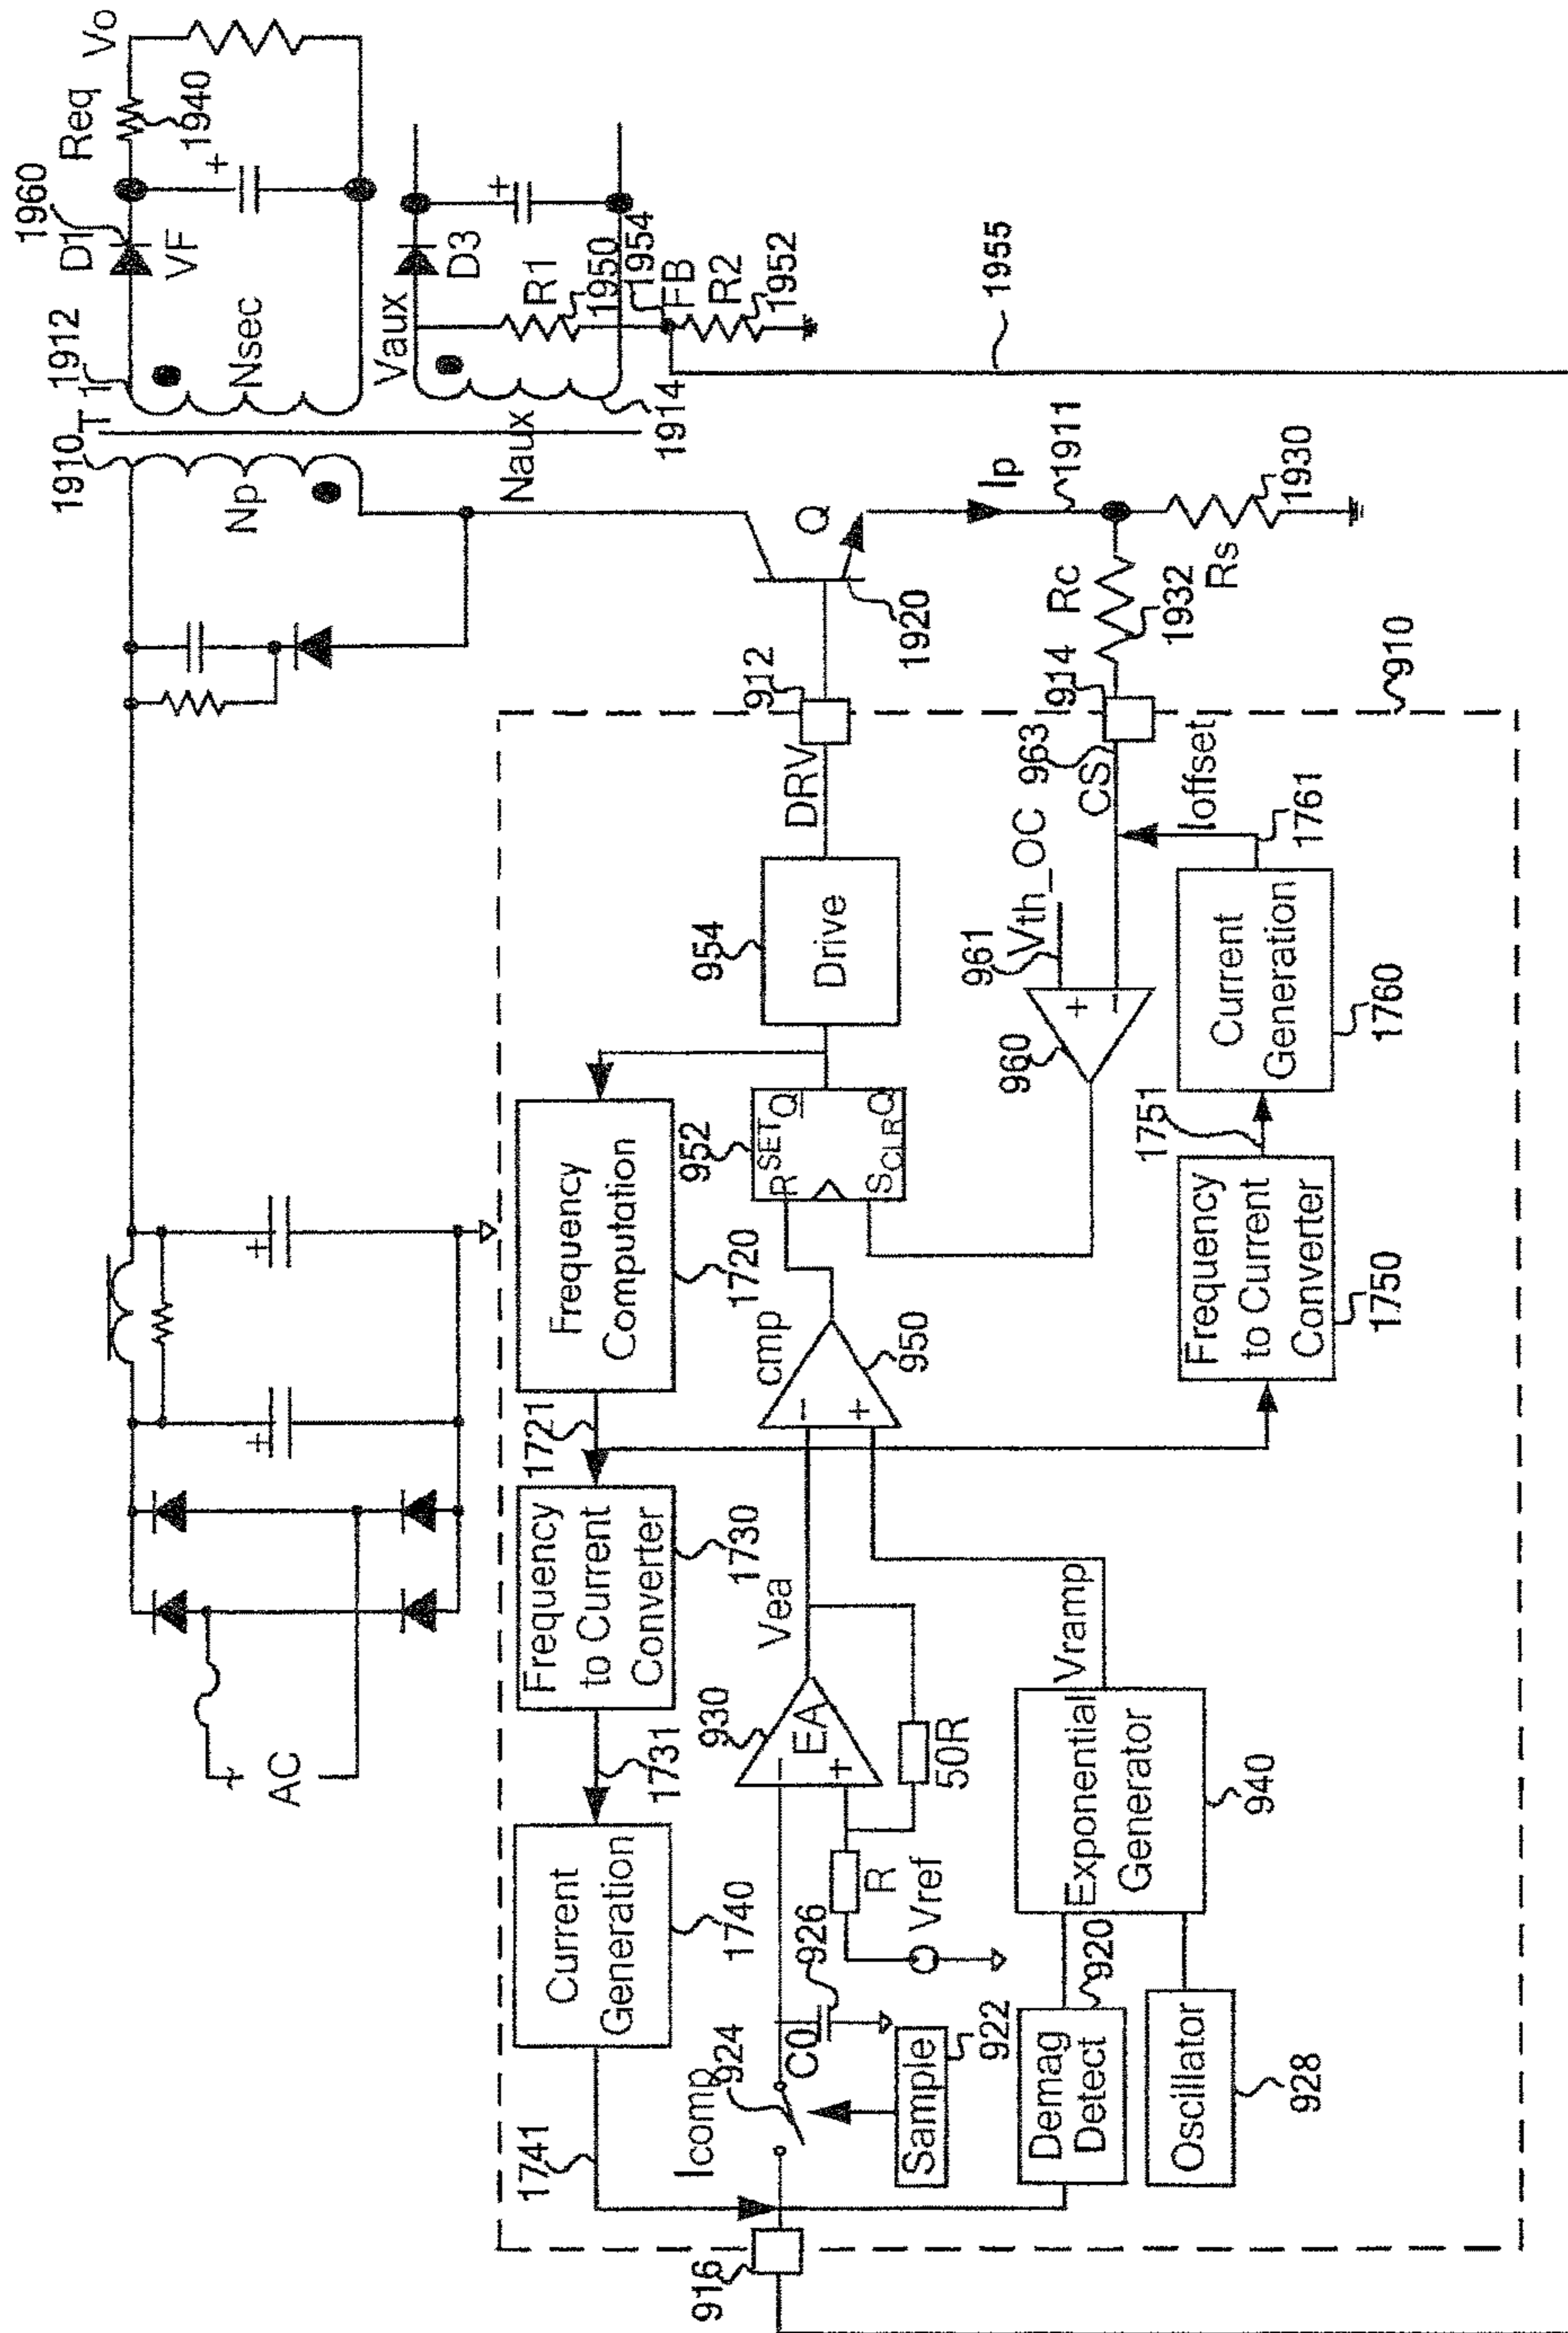 AC
1910
T1
1912
Np
Nsec
D1
1960
VF
Req
1940
Vo
Naux
1914
Vaux
D3
R1
1950
1954
FB
R2
1952
1955
Q
1920
Ip
1911
Rc
1932
Rs
1930
910
912
DRV
914
963
CS
Ioffset
1761
Vth_OC
961
960
Current
Generation
1760
1751
Frequency
to Current
Converter
1750
954
Drive
952
R SET Q
S CLR Q
Frequency
Computation
1720
1721
Frequency
to Current
Converter
1730
1731
Current
Generation
1740
1741
cmp
950
Vea
930
EA
50R
R
Vref
Vramp
Exponential
Generator
940
Icomp
924
C0
926
Sample
922
Demag
Detect
920
Oscillator
928
916